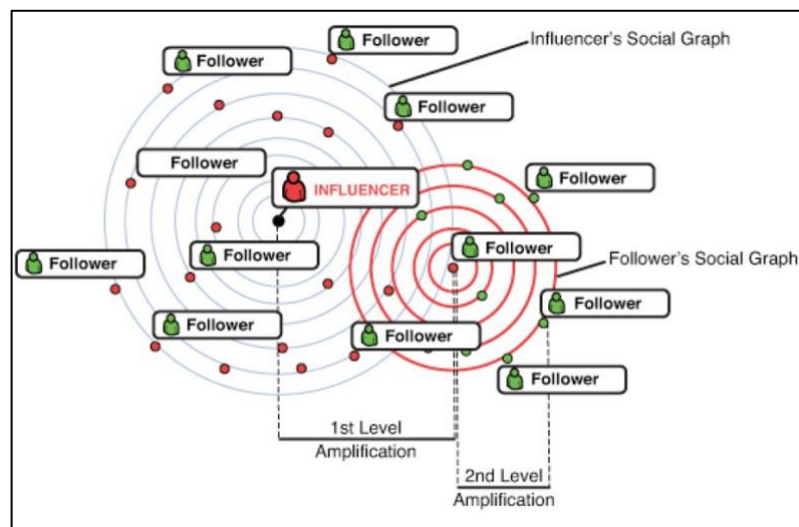 Follower
Influencer's Social Graph
Follower
Follower
Follower
INFLUENCER
Follower
Follower
Follower
Follower
Follower's Social Graph
Follower
Follower
Follower
Follower
1st Level
Amplification
2nd Level
Amplification